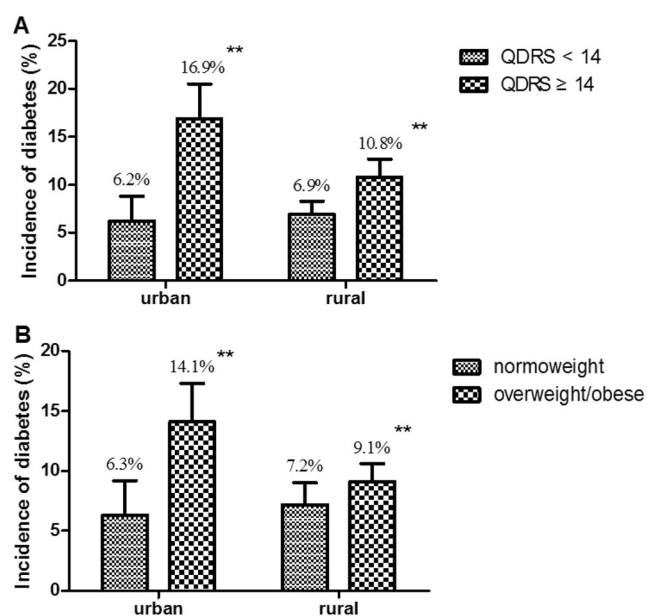 A
Incidence of diabetes (%)
25
20
15
10
5
0
6.2%
16.9%
**
6.9%
10.8%
**
urban
rural
QDRS < 14
QDRS ≥ 14
B
Incidence of diabetes (%)
20
15
10
5
0
6.3%
14.1%
**
7.2%
9.1%
**
urban
rural
normoweight
overweight/obese